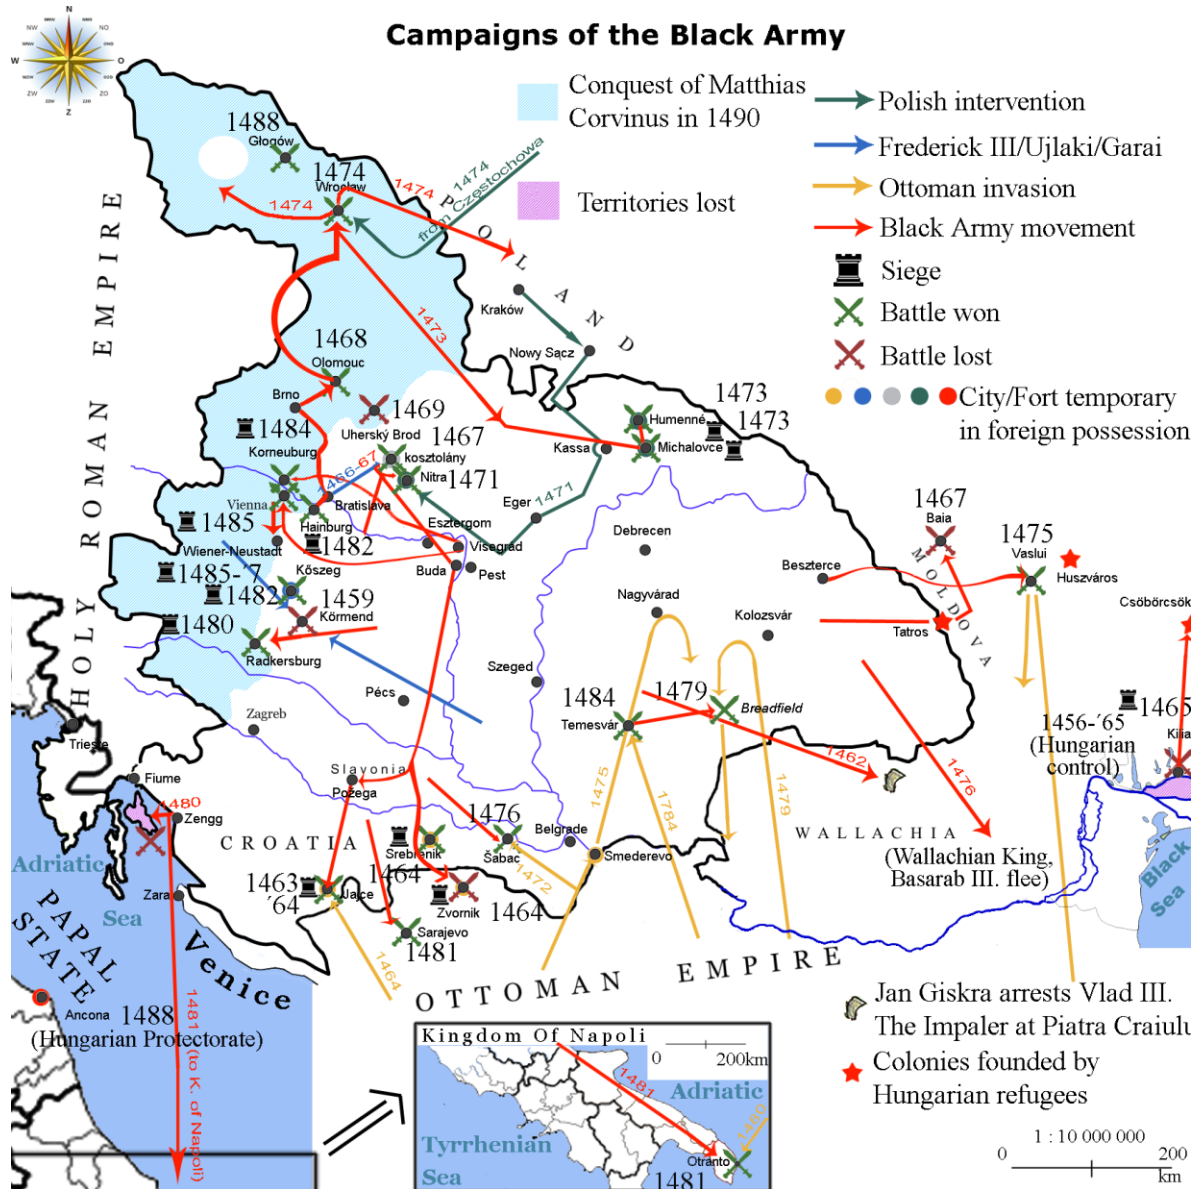 Campaigns of the Black Army
N
NW
NO
W
O
ZW
ZO
Z
Conquest of Matthias
Corvinus in 1490
Territories lost
Polish intervention
Frederick III/Ujlaki/Garai
Ottoman invasion
Black Army movement
Siege
Battle won
Battle lost
City/Fort temporary
in foreign possession
HOLY ROMAN EMPIRE
POLAND
1488
Głogów
1474
Wrocław
1474
1474
1474
from Częstochowa
Kraków
Nowy Sącz
1473
1468
Olomouc
Brno
1469
Uherský Brod
1484
Korneuburg
1467
kosztolány
1466-67
Nitra
1471
1473
1473
Humenné
Michalovce
Kassa
1471
Eger
Vienna
Bratislava
Hainburg
1485
Wiener-Neustadt
1482
Esztergom
Visegrad
Buda
Pest
Debrecen
1485-'7
Kőszeg
1482
1459
Körmend
1480
Radkersburg
1467
Baia
1475
Vaslui
Huszváros
Beszterce
MOLDOVA
Csöbörcsök
Nagyvárad
Kolozsvár
Tatros
Szeged
Pécs
Zagreb
1484
1479
Breadfield
Temesvár
1462
1476
1465
1456-´65
(Hungarian
control)
Kilia
Trieste
Fiume
Slavonia
Požega
1480
Zengg
CROATIA
1475
1784
1479
1476
Šabac
Belgrade
Smederevo
1472
WALLACHIA
(Wallachian King,
Basarab III. flee)
Black
Sea
Srebrenik
1464
1463
´64
Jajce
Zvornik
1464
Sarajevo
1481
1464
Adriatic
Sea
Zara
PAPAL
STATE
Venice
OTTOMAN EMPIRE
Ancona
1488
(Hungarian Protectorate)
1481 (to K. of Napoli)
Kingdom Of Napoli
0
200km
1481
Adriatic
1480
Tyrrhenian
Sea
Otranto
1481
Jan Giskra arrests Vlad III.
The Impaler at Piatra Craiulu
Colonies founded by
Hungarian refugees
1 : 10 000 000
0
200
km